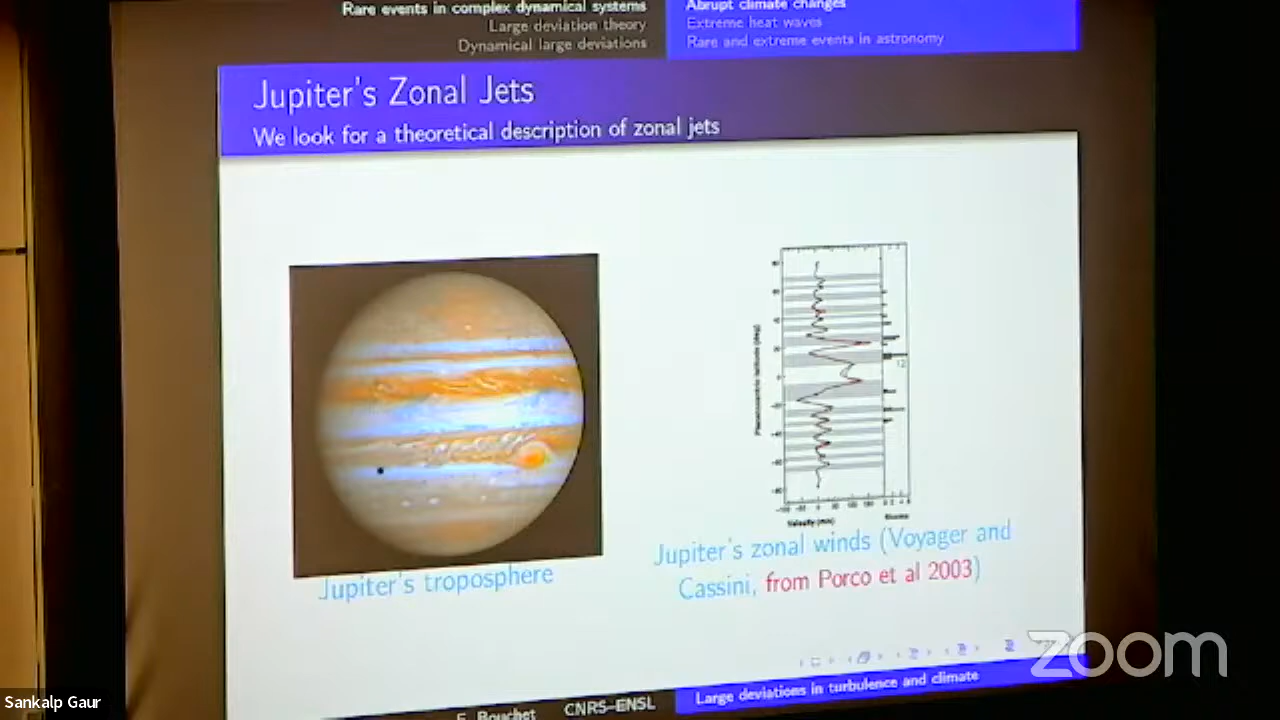 Rare events in complex dynamical systems
Large deviation theory
Dynamical large deviations
Abrupt climate changes
Extreme heat waves
Rare and extreme events in astronomy
Jupiter's Zonal Jets
We look for a theoretical description of zonal jets
Jupiter's troposphere
Velocity (m/s)
Jupiter's zonal winds (Voyager and
Cassini, from Porco et al 2003)
zoom
F. Bouchet
CNRS–ENSL
Large deviations in turbulence and climate
Sankalp Gaur